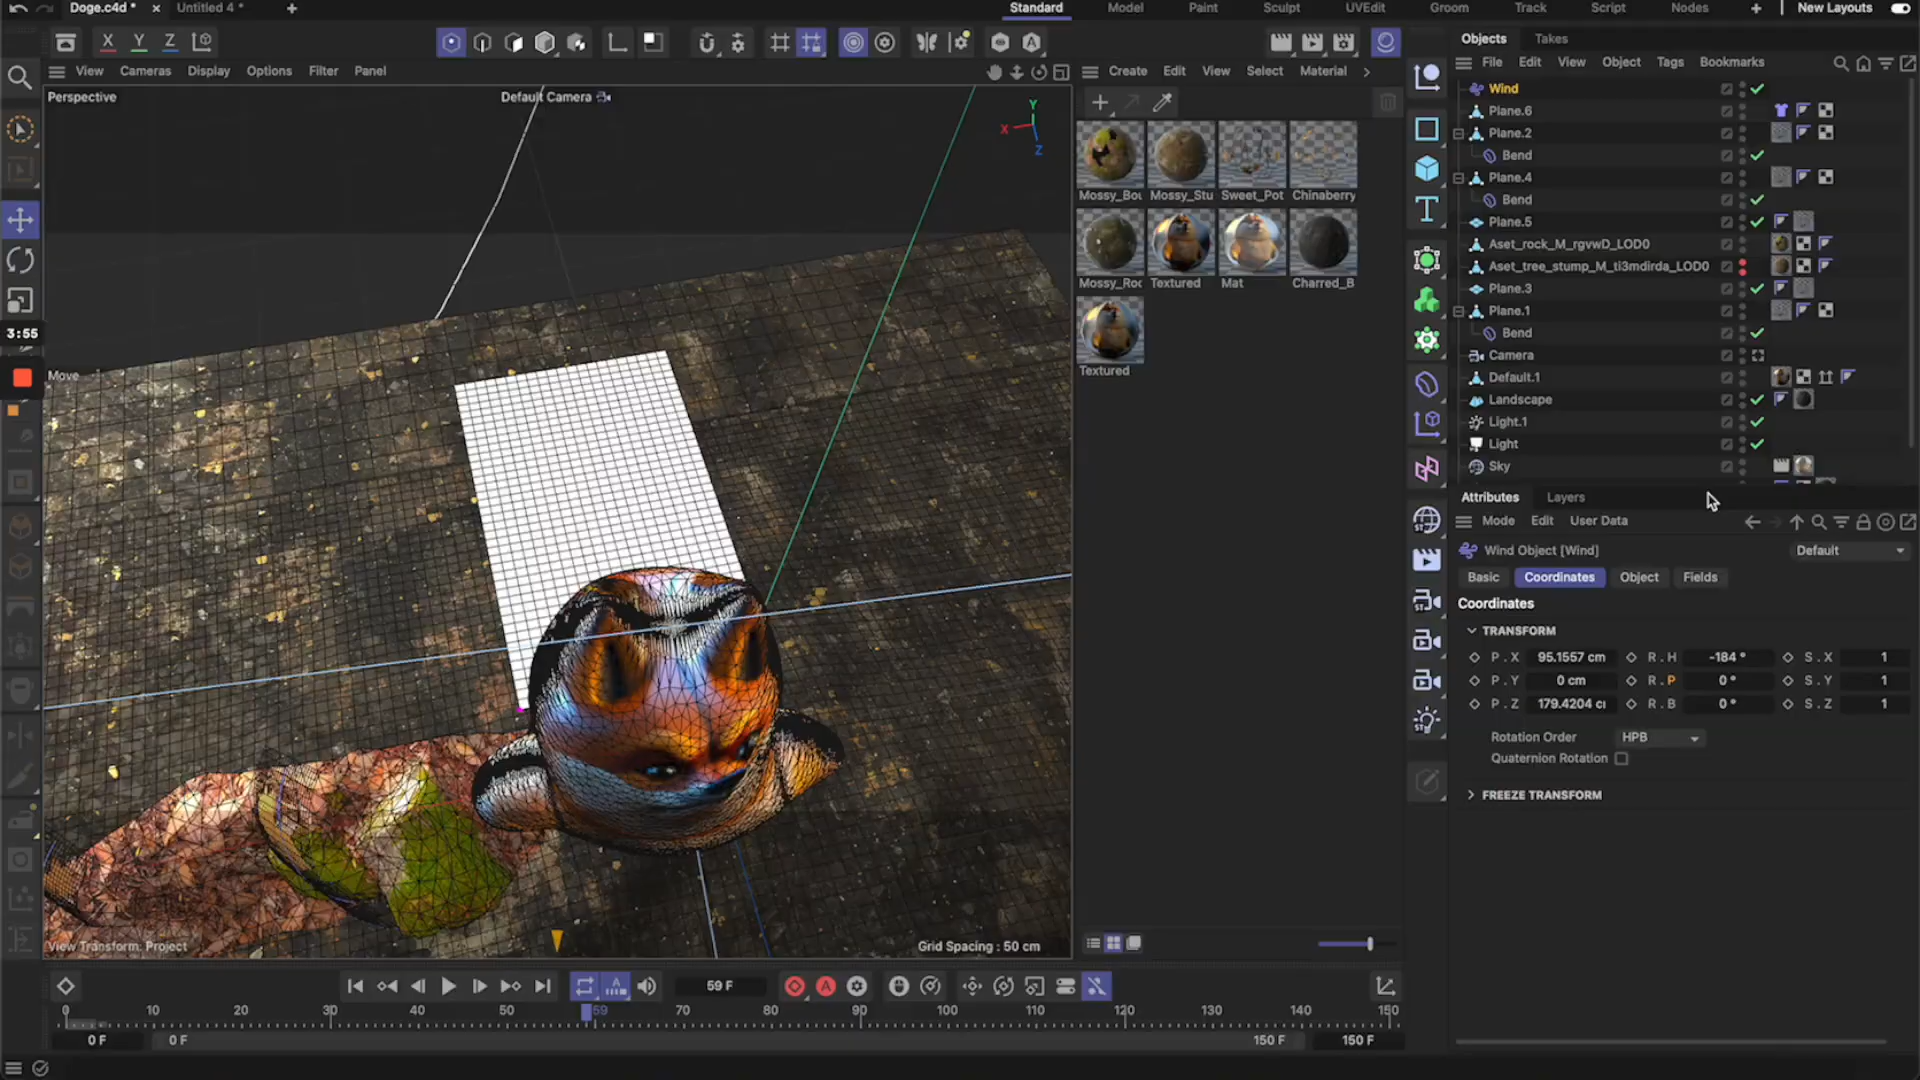 Doge.c4d *
Untitled 4 *
Standard
Model
Paint
Sculpt
UVEdit
Groom
Track
Script
Nodes
New Layouts
X
Y
Z
Objects
Takes
View
Cameras
Display
Options
Filter
Panel
Create
Edit
View
Select
Material
File
Edit
View
Object
Tags
Bookmarks
Perspective
Default Camera
Y
X
Z
Wind
Plane.6
Plane.2
Bend
Plane.4
Bend
Plane.5
Aset_rock_M_rgvwD_LOD0
Aset_tree_stump_M_ti3mdirda_LOD0
Plane.3
Plane.1
Bend
Camera
Default.1
Landscape
Light.1
Light
Sky
Mossy_Bou
Mossy_Stu
Sweet_Pot
Chinaberry
Mossy_Roc
Textured
Mat
Charred_B
Textured
3:55
Move
Attributes
Layers
Mode
Edit
User Data
Wind Object [Wind]
Default
Basic
Coordinates
Object
Fields
Coordinates
TRANSFORM
P . X 95.1557 cm R . H -184 ° S . X 1
P . Y 0 cm R . P 0 ° S . Y 1
P . Z 179.4204 cı R . B 0 ° S . Z 1
Rotation Order HPB
Quaternion Rotation
FREEZE TRANSFORM
View Transform: Project
Grid Spacing : 50 cm
59 F
0 10 20 30 40 50 59 70 80 90 100 110 120 130 140 150
0 F
0 F
150 F
150 F